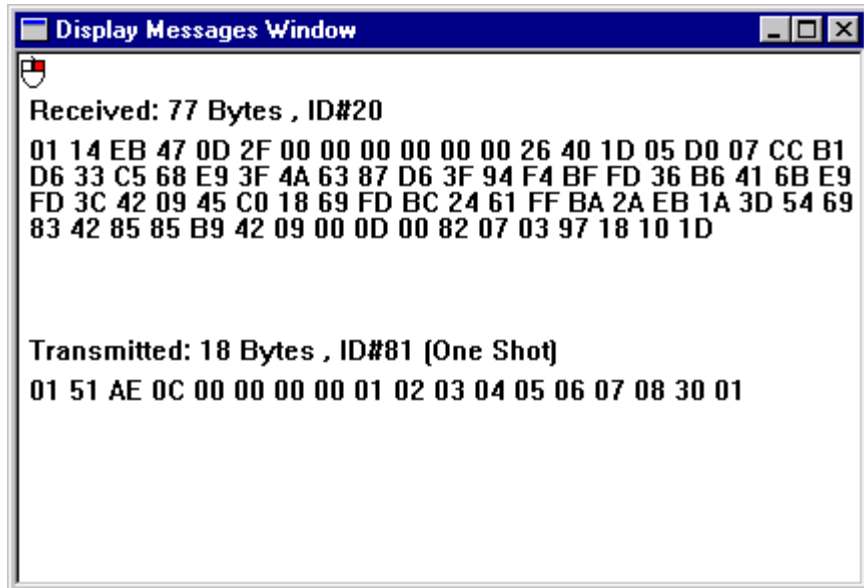 Display Messages Window
Received: 77 Bytes , ID#20
01 14 EB 47 0D 2F 00 00 00 00 00 00 26 40 1D 05 D0 07 CC B1
D6 33 C5 68 E9 3F 4A 63 87 D6 3F 94 F4 BF FD 36 B6 41 6B E9
FD 3C 42 09 45 C0 18 69 FD BC 24 61 FF BA 2A EB 1A 3D 54 69
83 42 85 85 B9 42 09 00 0D 00 82 07 03 97 18 10 1D
Transmitted: 18 Bytes , ID#81 (One Shot)
01 51 AE 0C 00 00 00 00 01 02 03 04 05 06 07 08 30 01